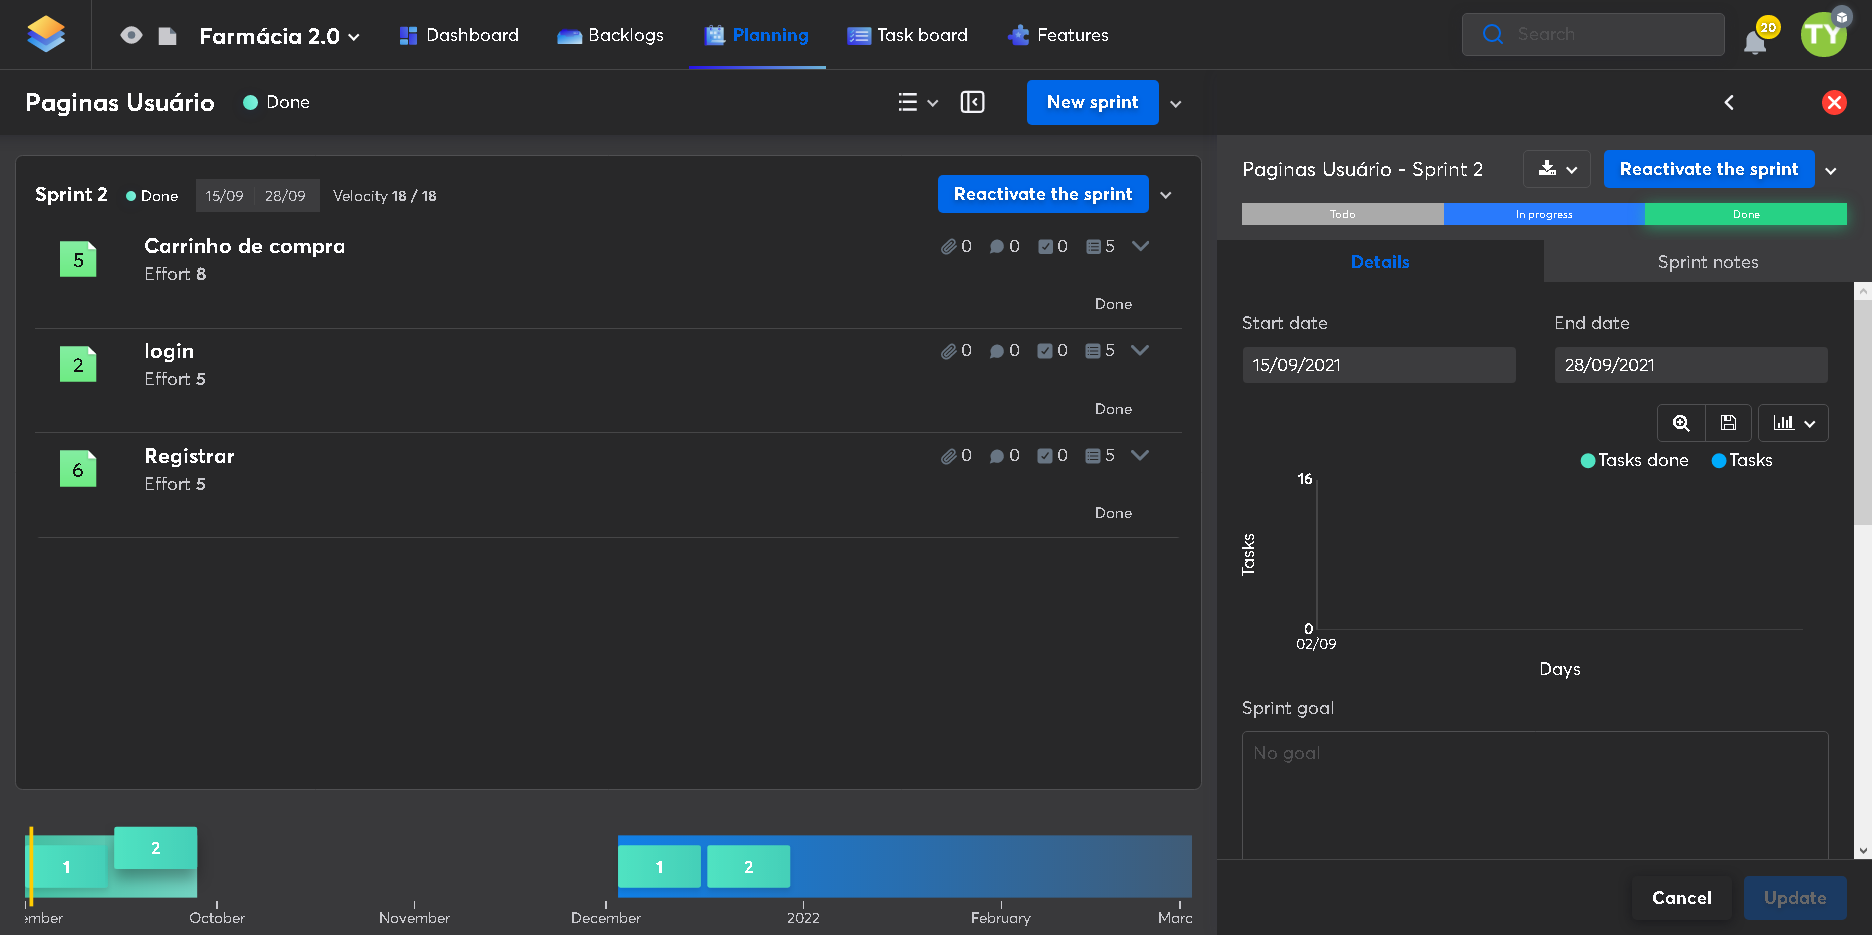 Farmácia 2.0
Dashboard
Backlogs
Planning
Task board
Features
Search
20
TY
Paginas Usuário
Done
New sprint
Sprint 2
Done
15/09
28/09
Velocity 18 / 18
Reactivate the sprint
5
Carrinho de compra
Effort 8
0 0 0 5
Done
2
login
Effort 5
0 0 0 5
Done
6
Registrar
Effort 5
0 0 0 5
Done
1
2
1
2
ember
October
November
December
2022
February
Marc
Paginas Usuário - Sprint 2
Reactivate the sprint
Todo
In progress
Done
Details
Sprint notes
Start date
End date
15/09/2021
28/09/2021
Tasks done
Tasks
16
Tasks
0
02/09
Days
Sprint goal
No goal
Cancel
Update